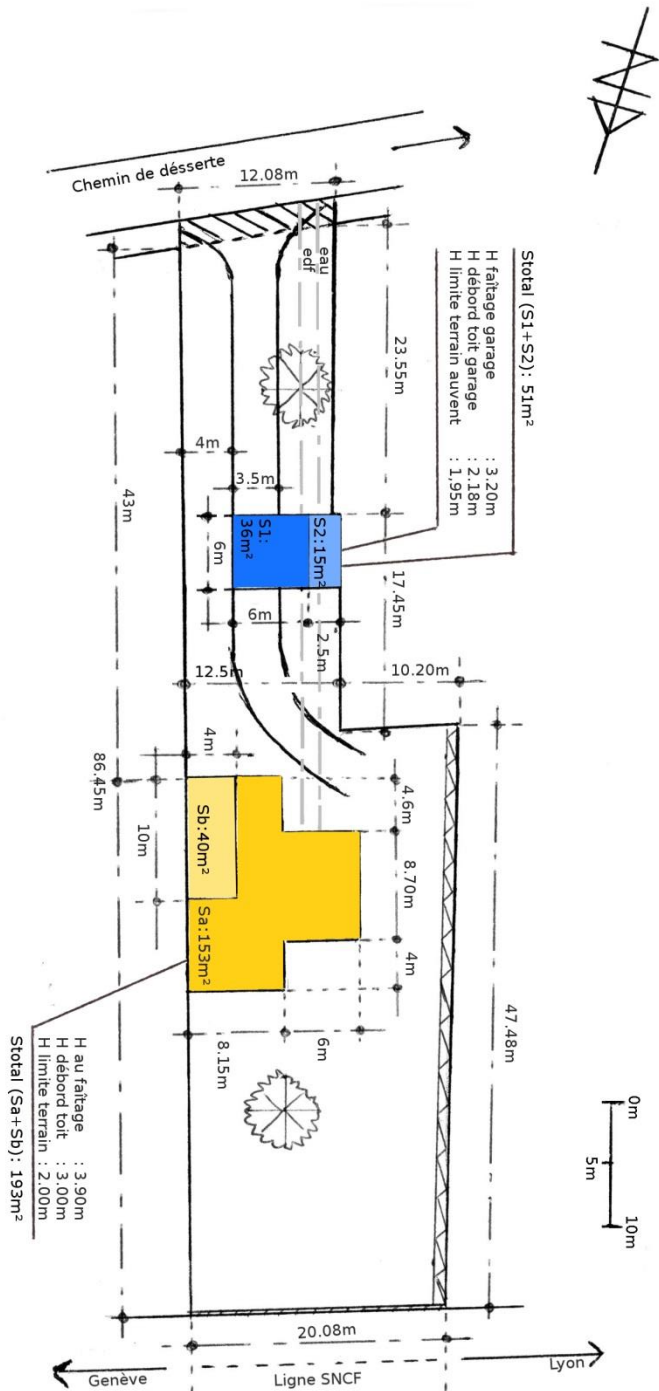 Chemin de désserte
12.08m
eau
edf
23.55m
Stotal (S1+S2): 51m²
H faîtage garage : 3.20m
H débord toit garage : 2.18m
H limite terrain auvent : 1,95m
4m
3.5m
43m
S1:
36m²
S2:15m²
6m
17.45m
6m
2.5m
12.5m
10.20m
4m
86.45m
4.6m
10m
Sb:40m²
8.70m
Sa:153m²
4m
47.48m
8.15m
6m
H au faîtage : 3.90m
H débord toit : 3.00m
H limite terrain : 2.00m
Stotal (Sa+Sb): 193m²
0m
5m
10m
20.08m
Genève
Ligne SNCF
Lyon